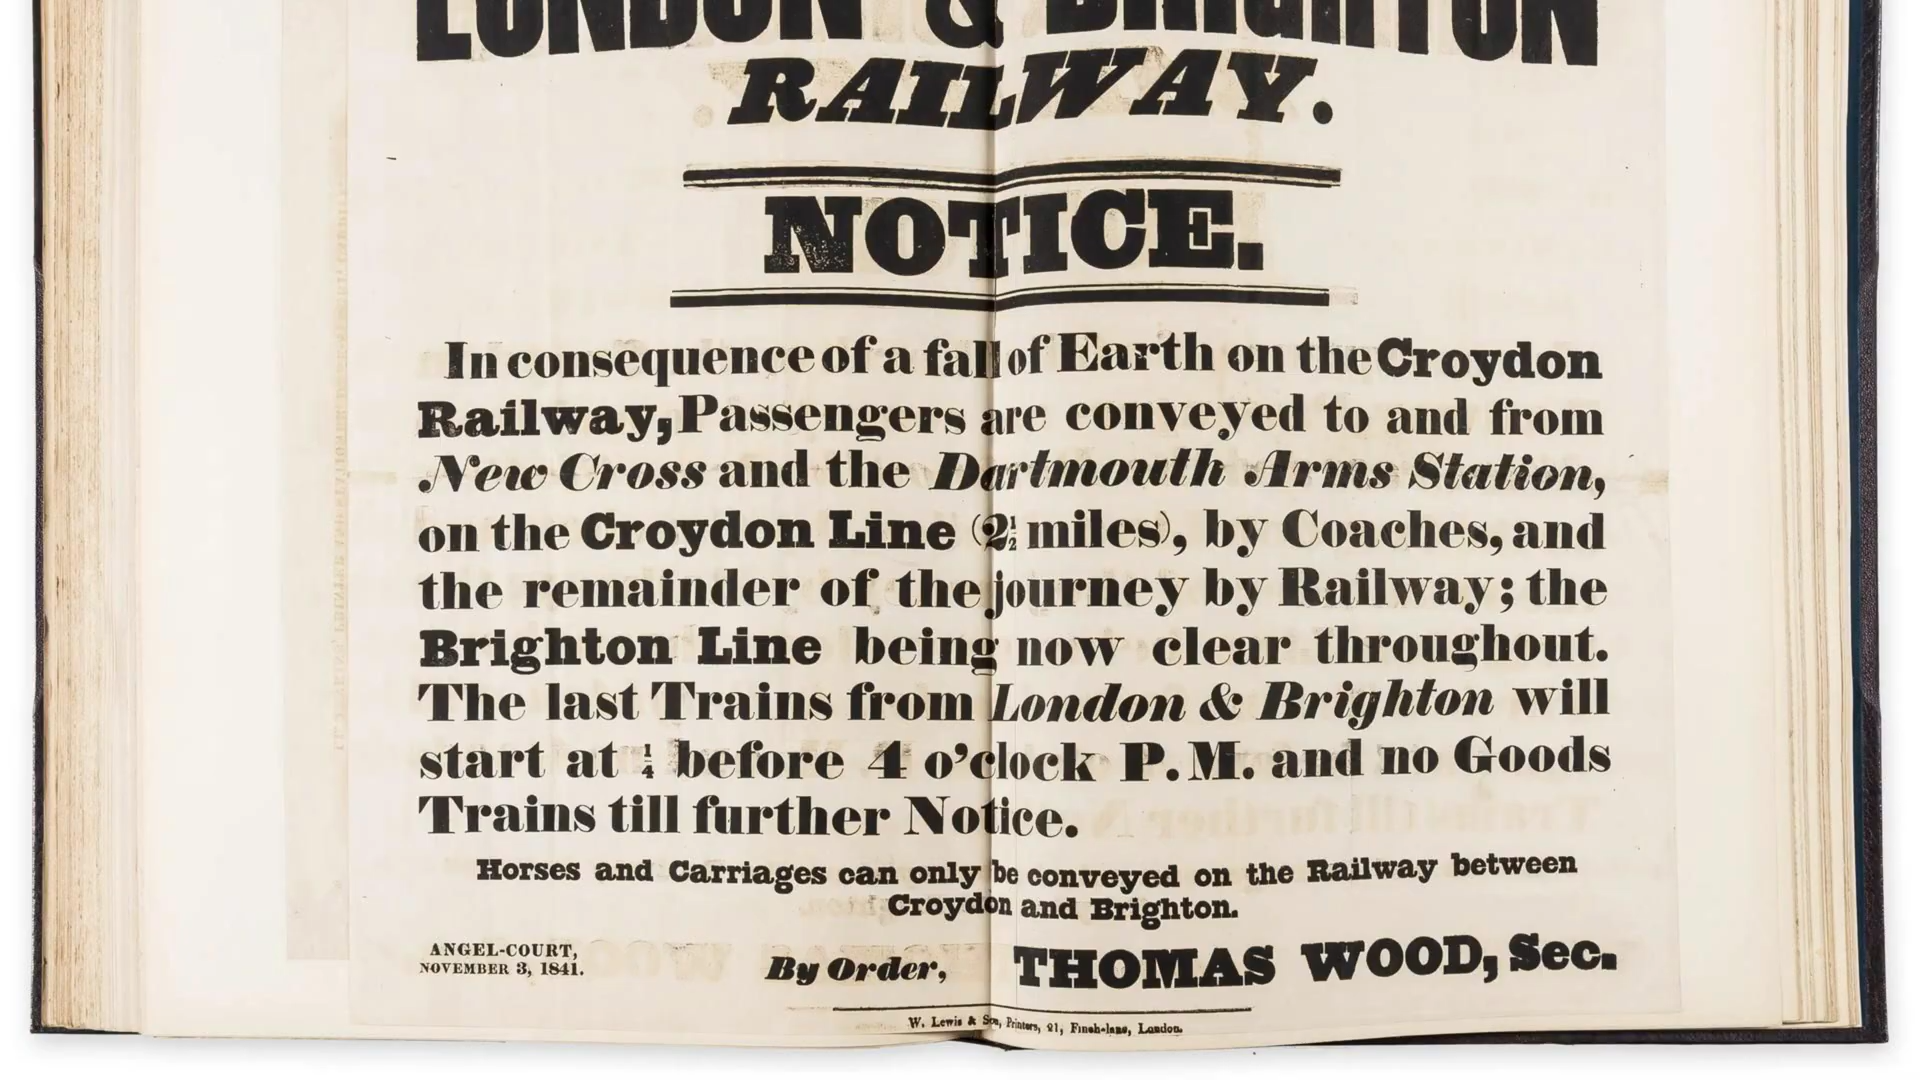 LONDON & BRIGHTON
RAILWAY.
NOTICE.
In consequence of a fall of Earth on the Croydon
Railway, Passengers are conveyed to and from
New Cross and the Dartmouth Arms Station,
on the Croydon Line (2½ miles), by Coaches, and
the remainder of the journey by Railway; the
Brighton Line being now clear throughout.
The last Trains from London & Brighton will
start at ¼ before 4 o'clock P.M. and no Goods
Trains till further Notice.
Horses and Carriages can only be conveyed on the Railway between
Croydon and Brighton.
ANGEL-COURT,
NOVEMBER 3, 1841.
By Order, THOMAS WOOD, Sec.
W. Lewis & Son, Printers, 21, Finch-lane, London.